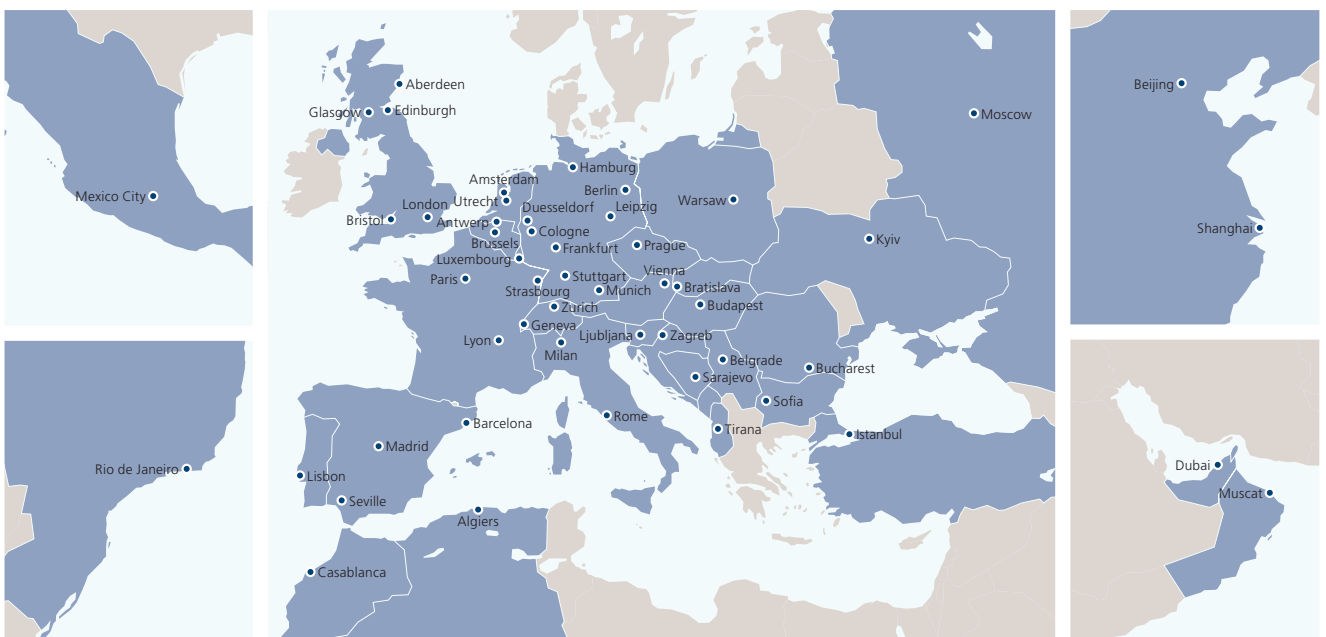 Mexico City
Rio de Janeiro
Aberdeen
Glasgow
Edinburgh
Moscow
Hamburg
Amsterdam
Berlin
Utrecht
Warsaw
London
Duesseldorf
Leipzig
Bristol
Antwerp
Cologne
Kyiv
Brussels
Frankfurt
Prague
Luxembourg
Vienna
Paris
Stuttgart
Strasbourg
Munich
Bratislava
Zurich
Budapest
Geneva
Lyon
Ljubljana
Zagreb
Milan
Belgrade
Bucharest
Sarajevo
Sofia
Rome
Barcelona
Tirana
Istanbul
Madrid
Lisbon
Seville
Algiers
Casablanca
Beijing
Shanghai
Dubai
Muscat